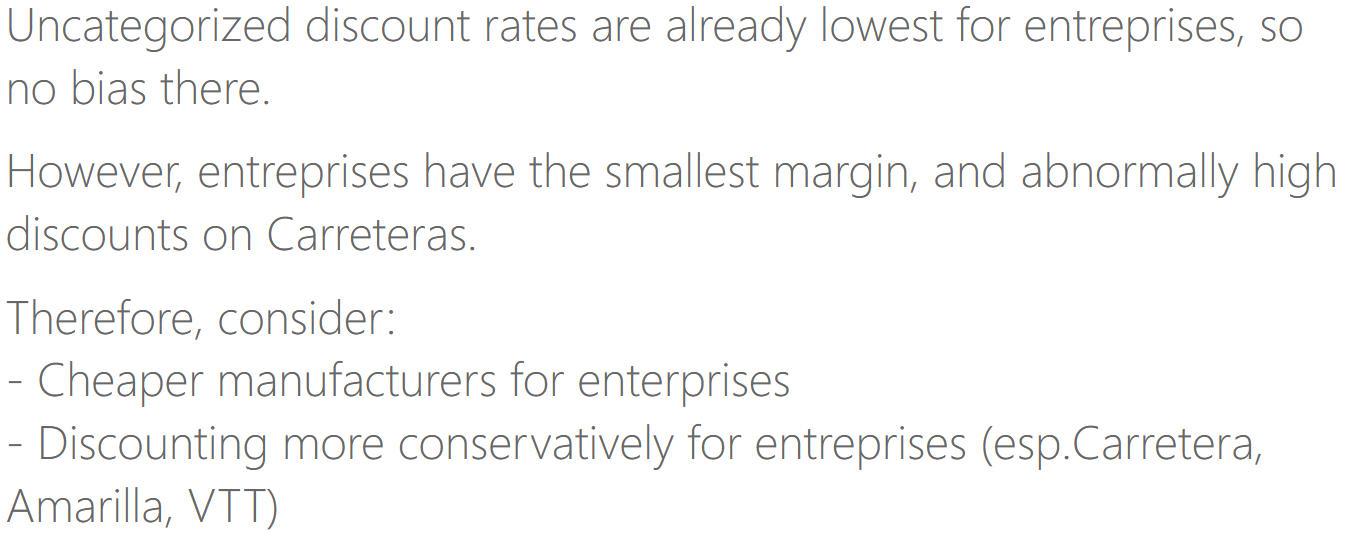 Uncategorized discount rates are already lowest for entreprises, so
no bias there.
However, entreprises have the smallest margin, and abnormally high
discounts on Carreteras.
Therefore, consider:
- Cheaper manufacturers for enterprises
- Discounting more conservatively for entreprises (esp.Carretera,
Amarilla, VTT)